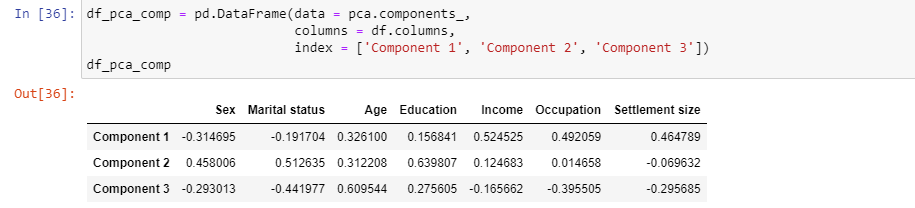 In [36]: df_pca_comp = pd.DataFrame(data = pca.components_,
columns = df.columns,
index = ['Component 1', 'Component 2', 'Component 3'])
df_pca_comp
Out[36]:
Sex Marital status Age Education Income Occupation Settlement size
Component 1 -0.314695 -0.191704 0.326100 0.156841 0.524525 0.492059 0.464789
Component 2 0.458006 0.512635 0.312208 0.639807 0.124683 0.014658 -0.069632
Component 3 -0.293013 -0.441977 0.609544 0.275605 -0.165662 -0.395505 -0.295685